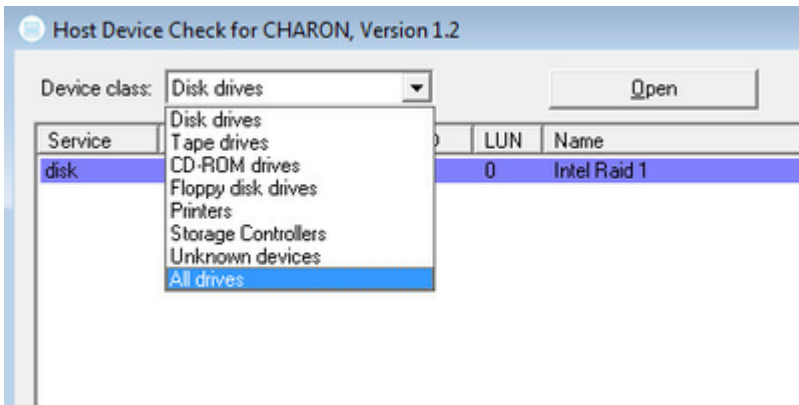 Host Device Check for CHARON, Version 1.2
Device class: Disk drives Open
Disk drives
Service Tape drives LUN Name
CD-ROM drives
disk 0 Intel Raid 1
Floppy disk drives
Printers
Storage Controllers
Unknown devices
All drives